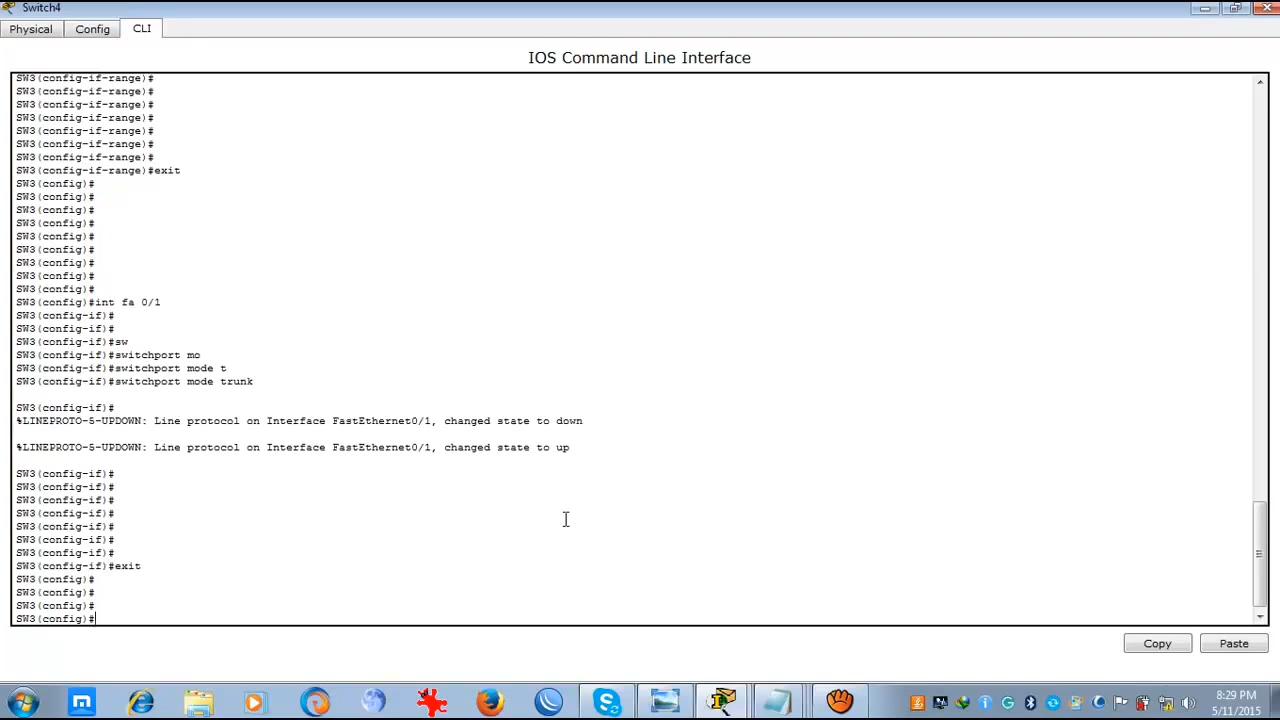 Switch4
Physical Config CLI
IOS Command Line Interface
SW3(config-if-range)#
SW3(config-if-range)#
SW3(config-if-range)#
SW3(config-if-range)#
SW3(config-if-range)#
SW3(config-if-range)#
SW3(config-if-range)#
SW3(config-if-range)#exit
SW3(config)#
SW3(config)#
SW3(config)#
SW3(config)#
SW3(config)#
SW3(config)#
SW3(config)#
SW3(config)#
SW3(config)#
SW3(config)#int fa 0/1
SW3(config-if)#
SW3(config-if)#
SW3(config-if)#sw
SW3(config-if)#switchport mo
SW3(config-if)#switchport mode t
SW3(config-if)#switchport mode trunk
SW3(config-if)#
%LINEPROTO-5-UPDOWN: Line protocol on Interface FastEthernet0/1, changed state to down
%LINEPROTO-5-UPDOWN: Line protocol on Interface FastEthernet0/1, changed state to up
SW3(config-if)#
SW3(config-if)#
SW3(config-if)#
SW3(config-if)#
SW3(config-if)#
SW3(config-if)#
SW3(config-if)#
SW3(config-if)#exit
SW3(config)#
SW3(config)#
SW3(config)#
SW3(config)#
Copy Paste
8:29 PM
5/11/2015